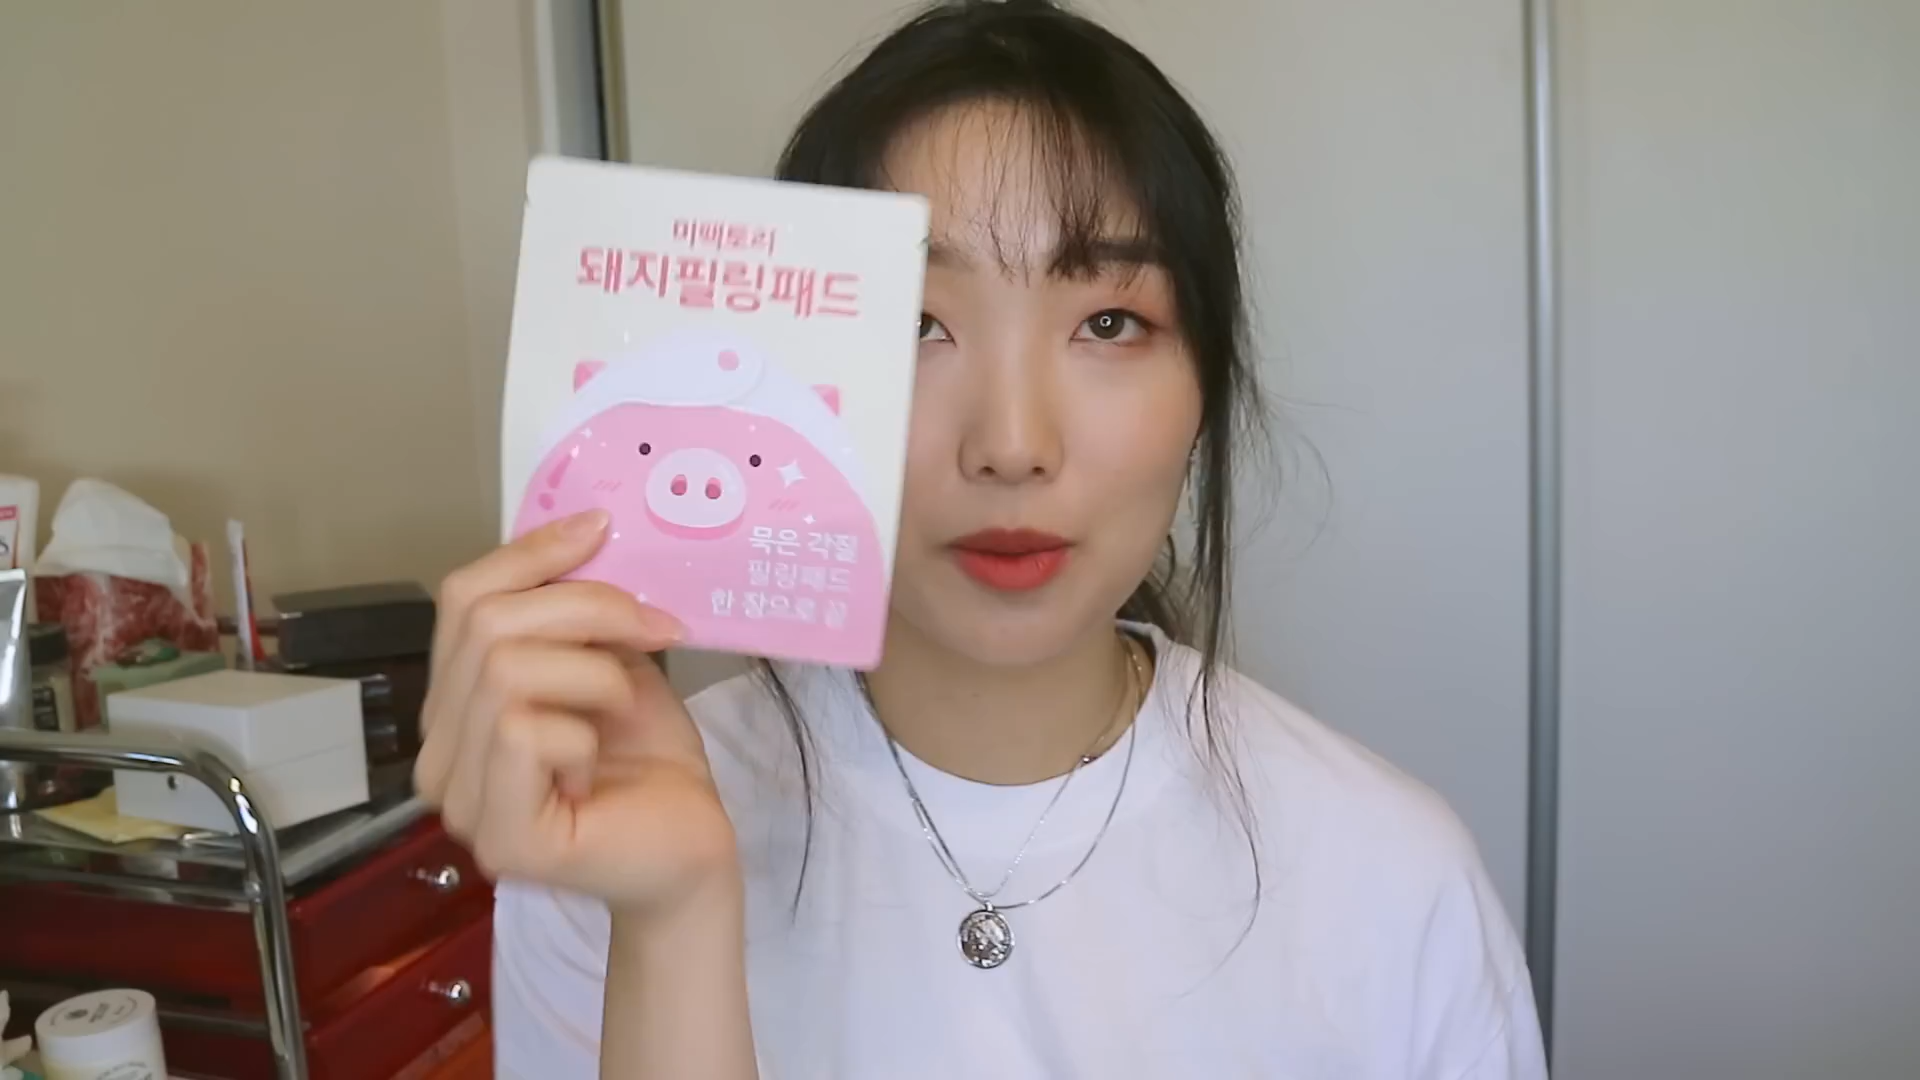 미팩토리
돼지필링패드
묵은 각질
필링패드
한 장으로 끝